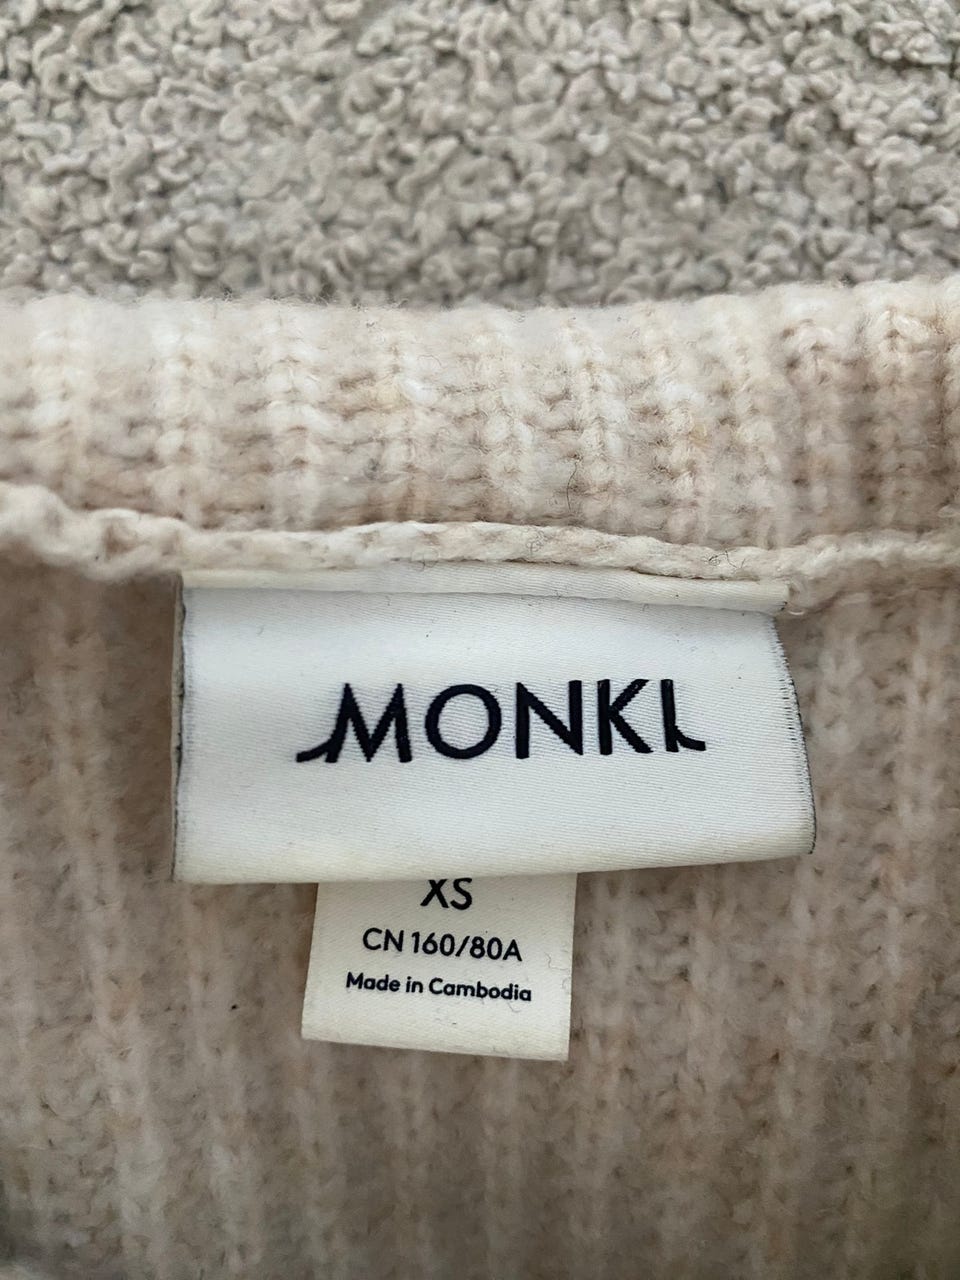 MONKI
XS
CN 160/80A
Made in Cambodia